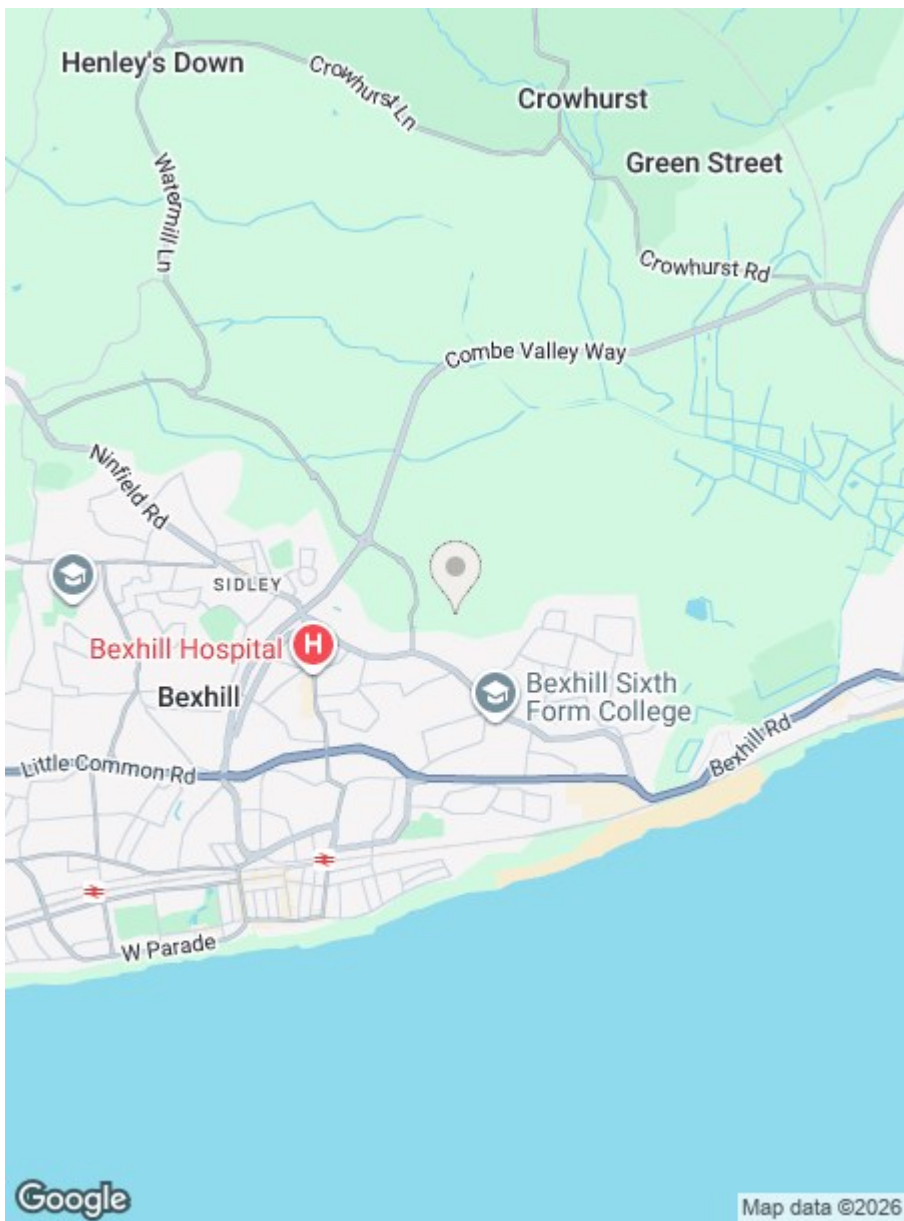 Henley's Down
Crowhurst Ln
Crowhurst
Green Street
Watermill Ln
Crowhurst Rd
Combe Valley Way
Ninfield Rd
SIDLEY
Bexhill Hospital
H
Bexhill
Bexhill Sixth
Form College
Little Common Rd
Bexhill Rd
W Parade
Google
Map data ©2026